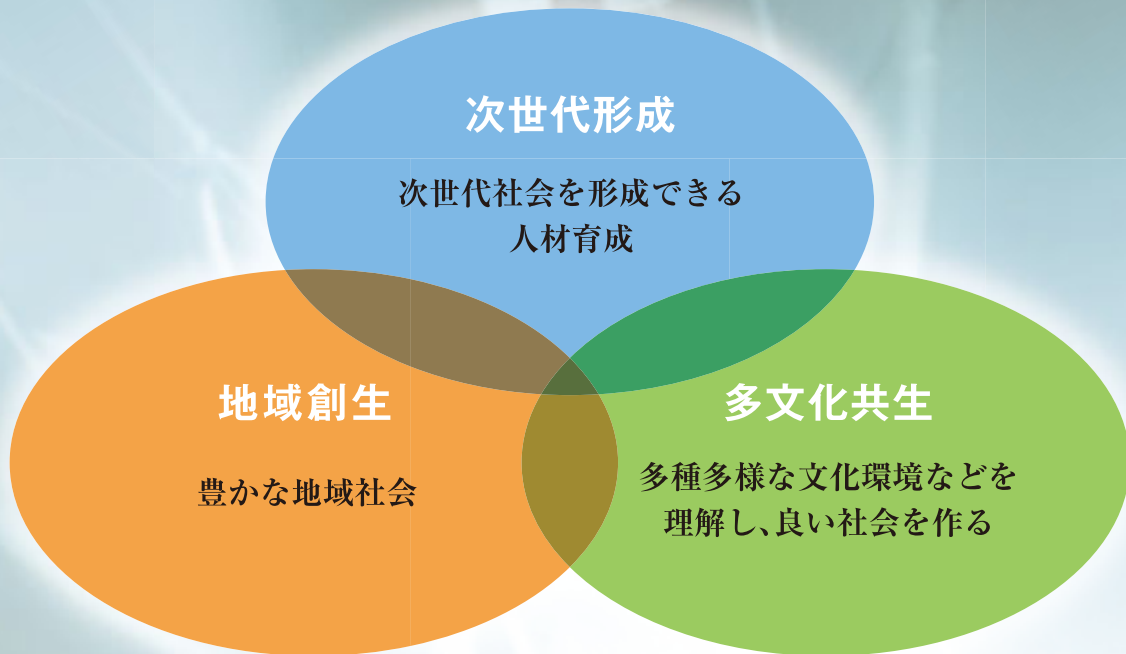 次世代形成
次世代社会を形成できる
人材育成
地域創生
豊かな地域社会
多文化共生
多種多様な文化環境などを
理解し、良い社会を作る